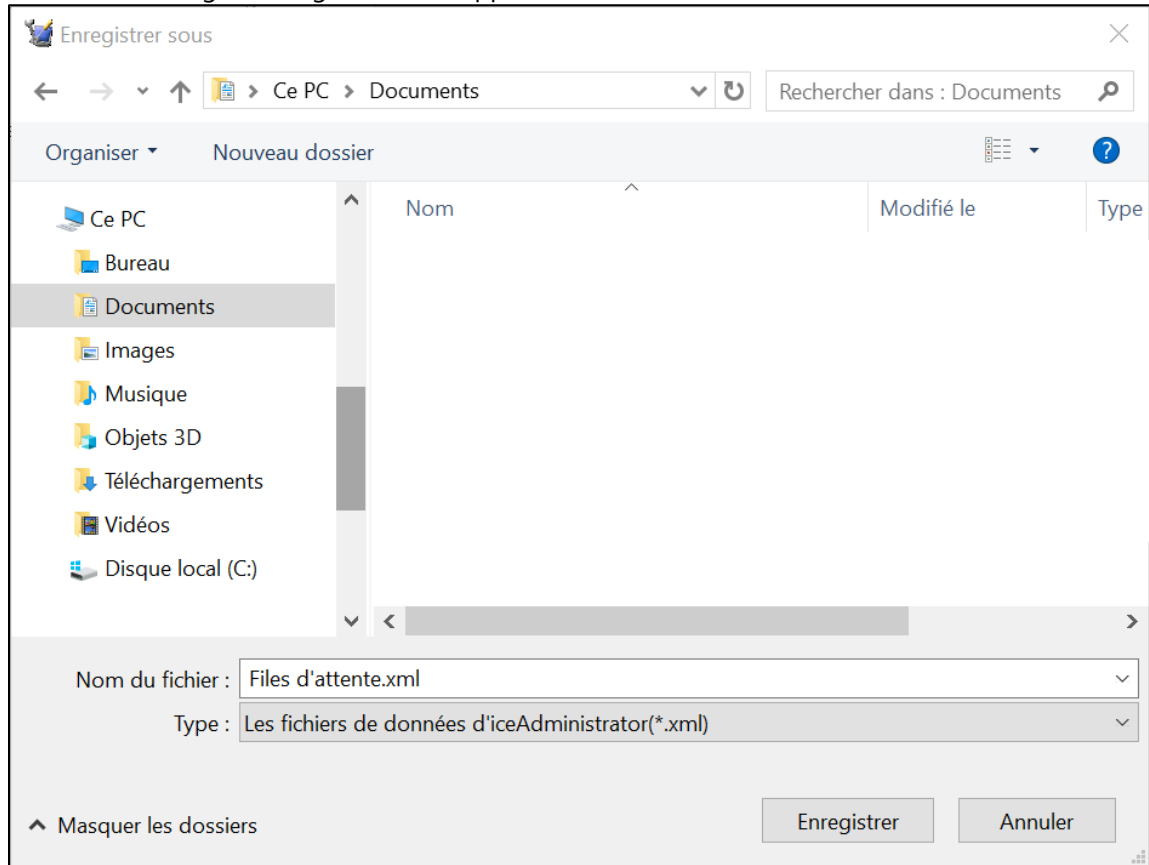 Enregistrer sous
Ce PC > Documents
Rechercher dans : Documents
Organiser
Nouveau dossier
?
Nom
Modifié le
Type
Ce PC
Bureau
Documents
Images
Musique
Objets 3D
Téléchargements
Vidéos
Disque local (C:)
Nom du fichier : Files d'attente.xml
Type : Les fichiers de données d'iceAdministrator(*.xml)
Masquer les dossiers
Enregistrer
Annuler